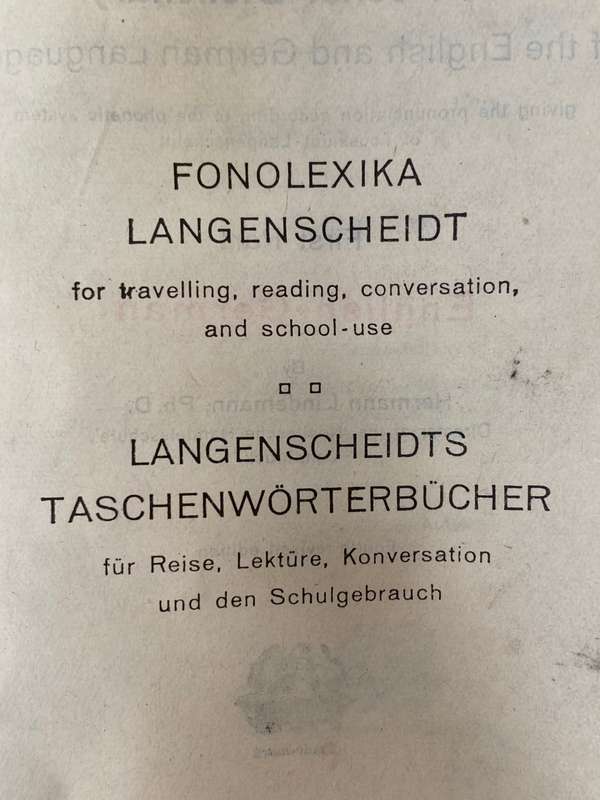 FONOLEXIKA
LANGENSCHEIDT
for travelling, reading, conversation,
and school-use
LANGENSCHEIDTS
TASCHENWÖRTERBÜCHER
für Reise, Lektüre, Konversation
und den Schulgebrauch